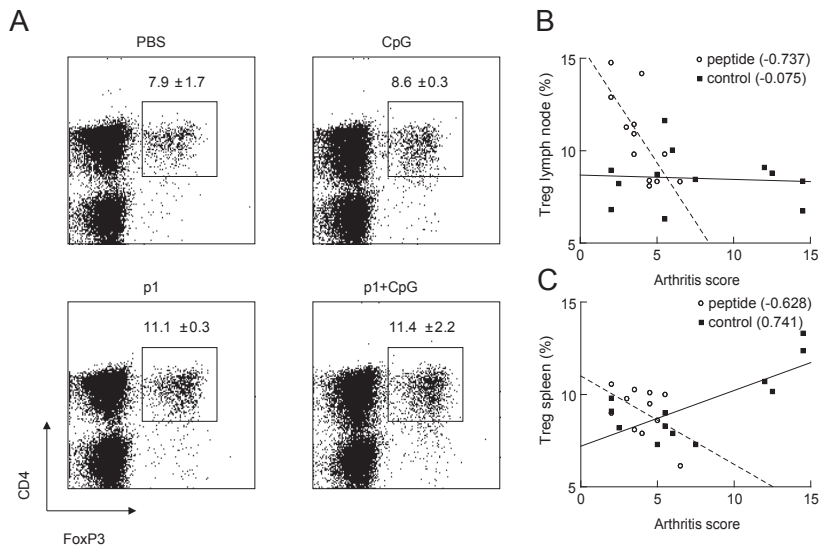 A
PBS
7.9 ±1.7
CpG
8.6 ±0.3
p1
11.1 ±0.3
p1+CpG
11.4 ±2.2
CD4
FoxP3
B
Treg lymph node (%)
15
10
5
peptide (-0.737)
control (-0.075)
0 5 10 15
Arthritis score
C
Treg spleen (%)
15
10
5
peptide (-0.628)
control (0.741)
0 5 10 15
Arthritis score